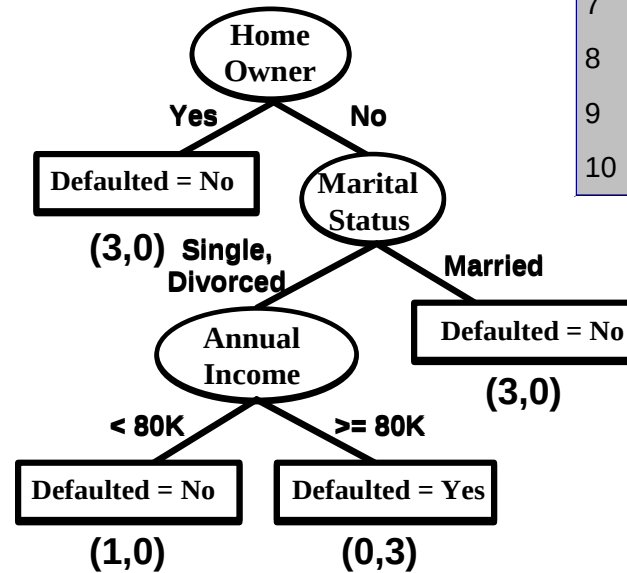 Home
Owner
Yes
No
Defaulted = No
Marital
Status
(3,0)
Single,
Divorced
Married
Annual
Income
Defaulted = No
(3,0)
< 80K
>= 80K
Defaulted = No
Defaulted = Yes
(1,0)
(0,3)
7
8
9
10